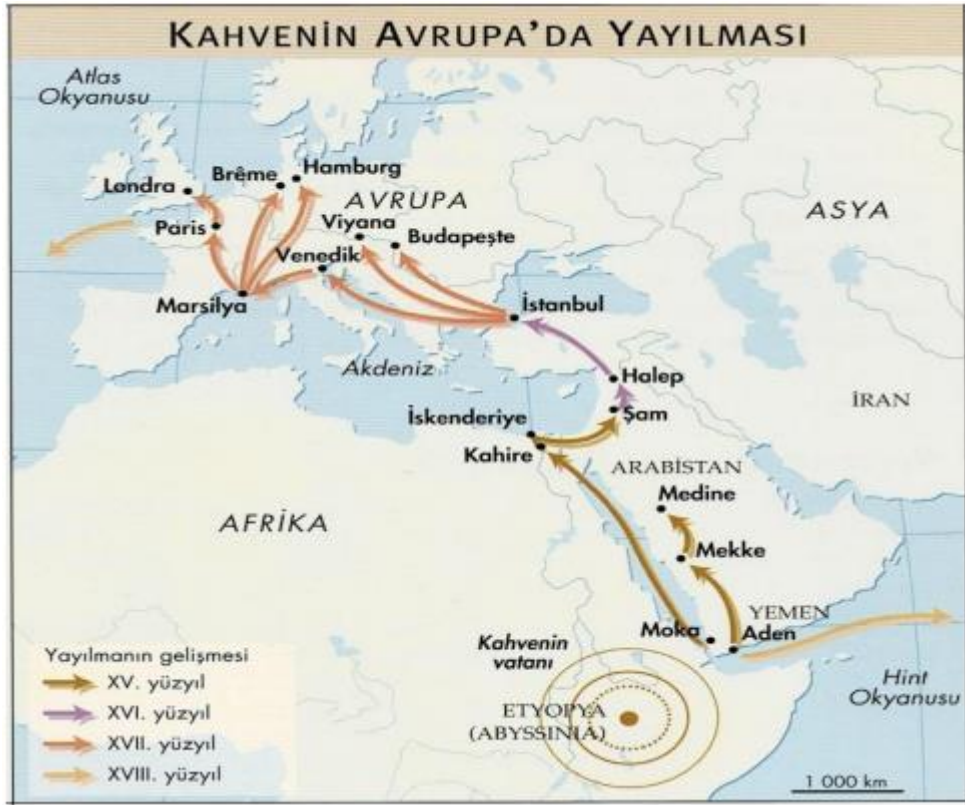 KAHVENİN AVRUPA'DA YAYILMASI
Atlas
Okyanusu
Londra
Brême
Hamburg
AVRUPA
ASYA
Paris
Viyana
Budapeşte
Venedik
Marsilya
İstanbul
Akdeniz
Halep
İRAN
İskenderiye
Şam
Kahire
ARABİSTAN
Medine
AFRİKA
Mekke
YEMEN
Moka
Aden
Kahvenin
vatanı
Hint
Okyanusu
ETYOPYA
(ABYSSINIA)
Yayılmanın gelişmesi
XV. yüzyıl
XVI. yüzyıl
XVII. yüzyıl
XVIII. yüzyıl
1 000 km